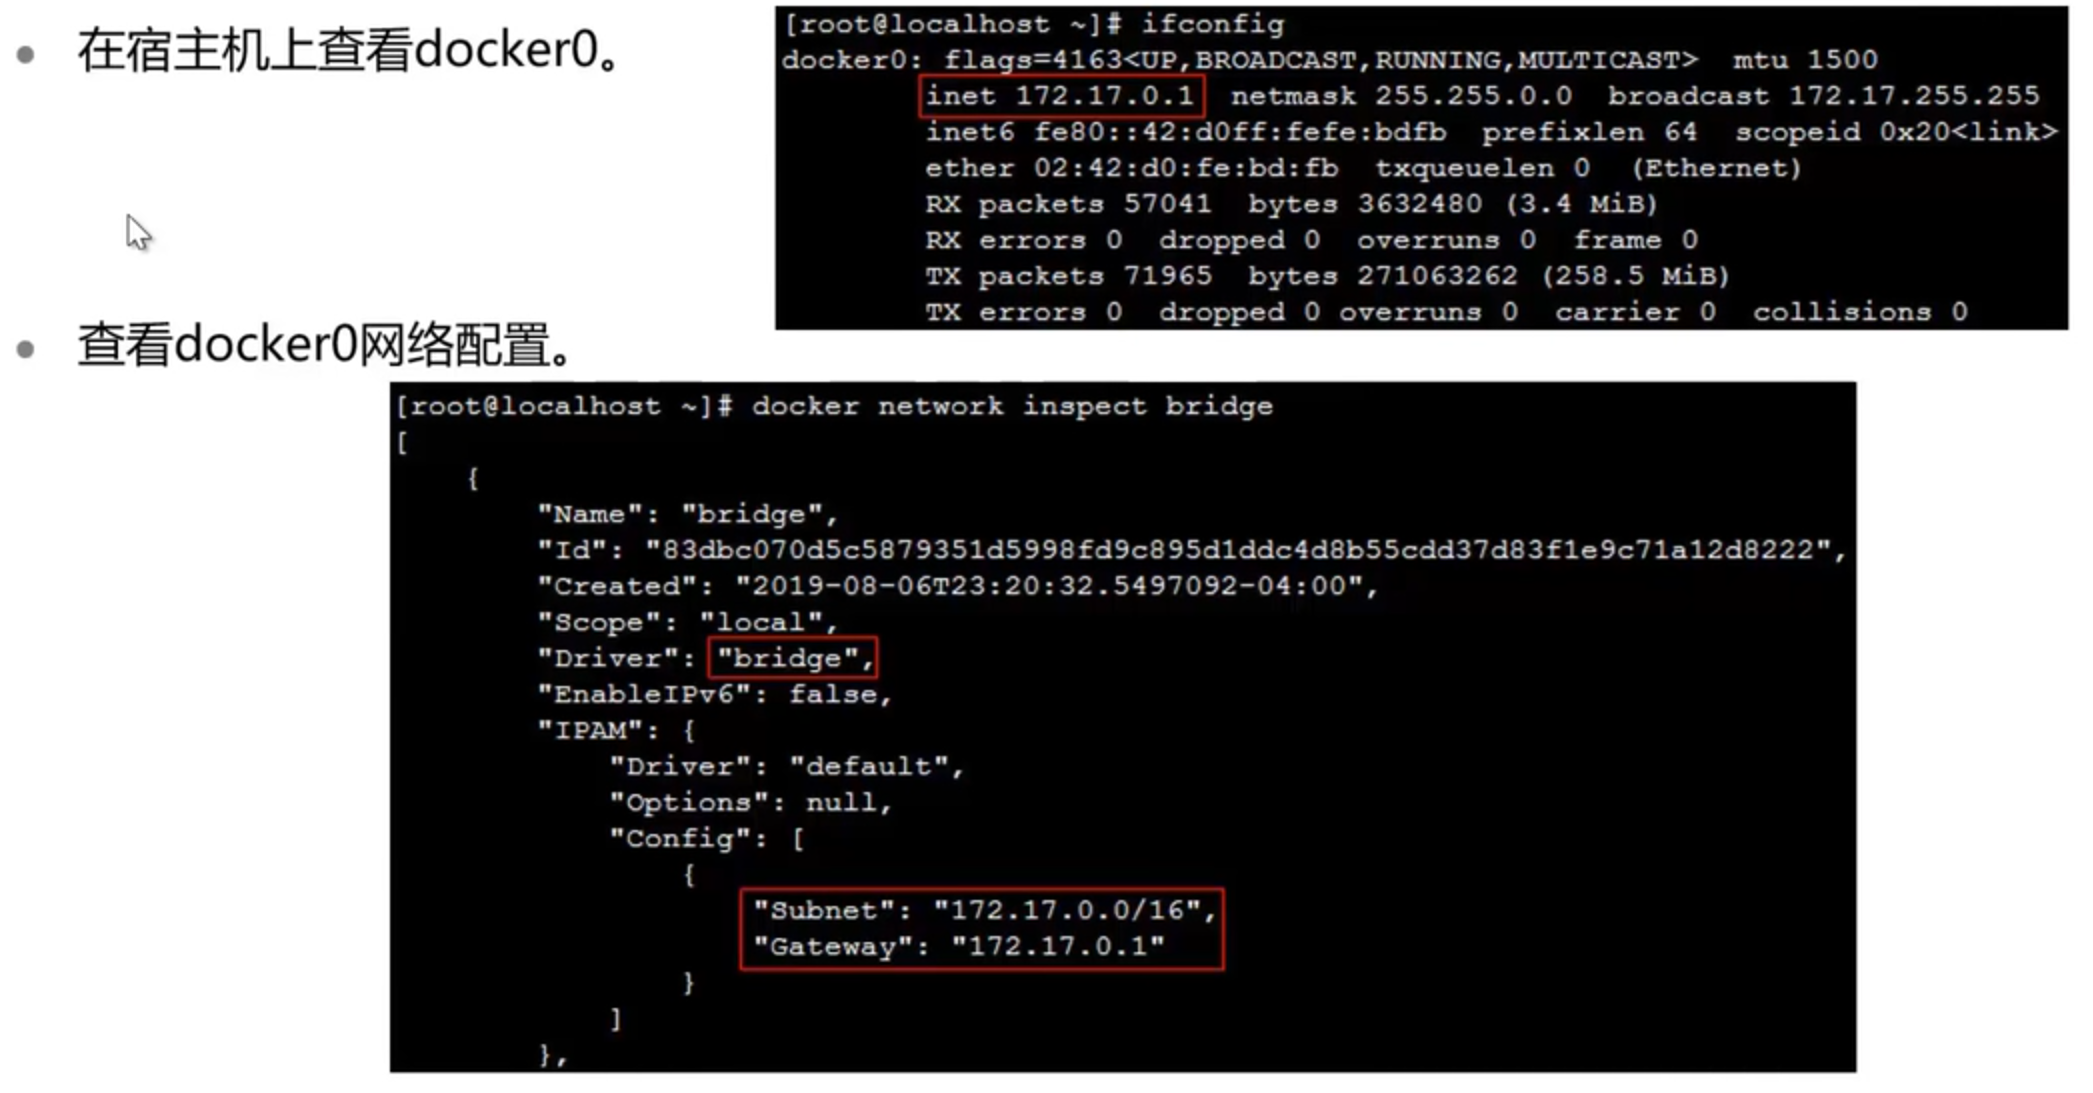 在宿主机上查看docker0。
[root@localhost ~]# ifconfig
docker0: flags=4163<UP,BROADCAST,RUNNING,MULTICAST>  mtu 1500
inet 172.17.0.1  netmask 255.255.0.0  broadcast 172.17.255.255
inet6 fe80::42:d0ff:fefe:bdfb  prefixlen 64  scopeid 0x20<link>
ether 02:42:d0:fe:bd:fb  txqueuelen 0  (Ethernet)
RX packets 57041  bytes 3632480 (3.4 MiB)
RX errors 0  dropped 0  overruns 0  frame 0
TX packets 71965  bytes 271063262 (258.5 MiB)
TX errors 0  dropped 0 overruns 0  carrier 0  collisions 0
查看docker0网络配置。
[root@localhost ~]# docker network inspect bridge
[
{
"Name": "bridge",
"Id": "83dbc070d5c5879351d5998fd9c895d1ddc4d8b55cdd37d83f1e9c71a12d8222",
"Created": "2019-08-06T23:20:32.5497092-04:00",
"Scope": "local",
"Driver": "bridge",
"EnableIPv6": false,
"IPAM": {
"Driver": "default",
"Options": null,
"Config": [
{
"Subnet": "172.17.0.0/16",
"Gateway": "172.17.0.1"
}
]
},